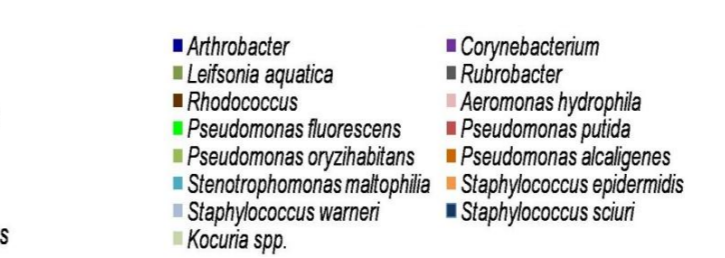 Arthrobacter Corynebacterium
Leifsonia aquatica Rubrobacter
Rhodococcus Aeromonas hydrophila
Pseudomonas fluorescens Pseudomonas putida
Pseudomonas oryzihabitans Pseudomonas alcaligenes
Stenotrophomonas maltophilia Staphylococcus epidermidis
Staphylococcus warneri Staphylococcus sciuri
s Kocuria spp.